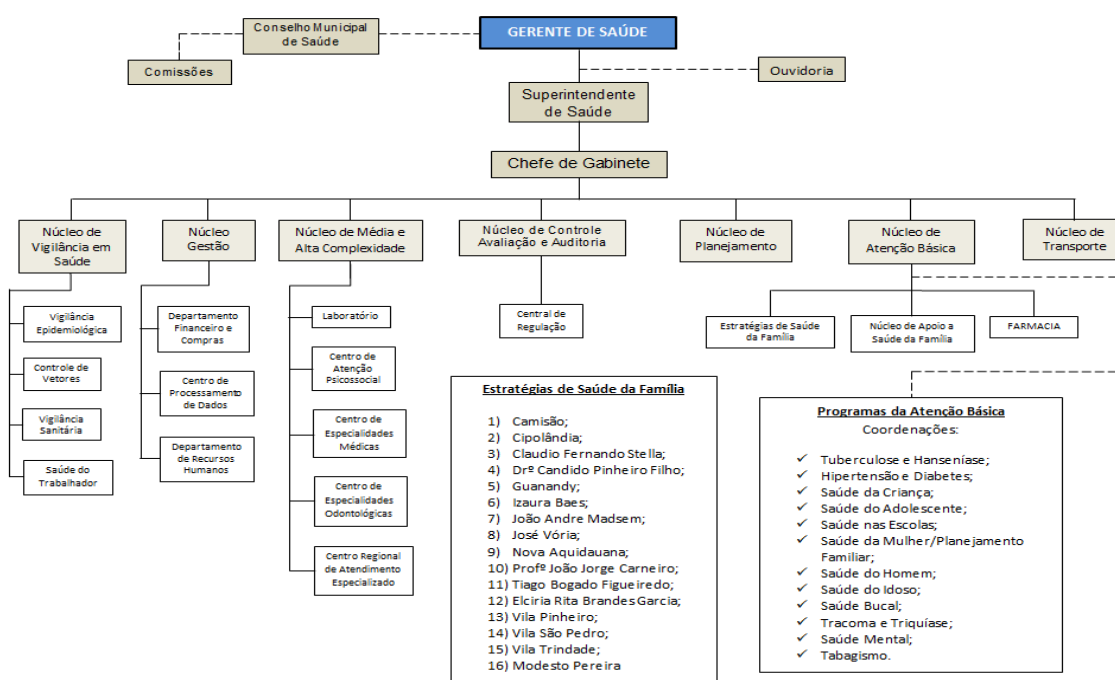 GERENTE DE SAÚDE
Conselho Municipal
de Saúde
Comissões
Ouvidoria
Superintendente
de Saúde
Chefe de Gabinete
Núcleo de
Vigilância em
Saúde
Núcleo
Gestão
Núcleo de Média e
Alta Complexidade
Núcleo de Controle
Avaliação e Auditoria
Núcleo de
Planejamento
Núcleo de
Atenção Básica
Núcleo de
Transporte
Vigilância
Epidemiológica
Controle de
Vetores
Vigilância
Sanitária
Saúde do
Trabalhador
Departamento
Financeiro e
Compras
Centro de
Processamento
de Dados
Departamento
de Recursos
Humanos
Laboratório
Centro de
Atenção
Psicossocial
Centro de
Especialidades
Médicas
Centro de
Especialidades
Odontológicas
Centro Regional
de Atendimento
Especializado
Central de
Regulação
Estratégias de Saúde
da Família
Núcleo de Apoio a
Saúde da Família
FARMACIA
Estratégias de Saúde da Família
1) Camisão;
2) Cipolândia;
3) Claudio Fernando Stella;
4) Drº Candido Pinheiro Filho;
5) Guanandy;
6) Izaura Baes;
7) João Andre Madsem;
8) José Vória;
9) Nova Aquidauana;
10) Profº João Jorge Carneiro;
11) Tiago Bogado Figueiredo;
12) Elciria Rita Brandes Garcia;
13) Vila Pinheiro;
14) Vila São Pedro;
15) Vila Trindade;
16) Modesto Pereira
Programas da Atenção Básica
Coordenações:
✓ Tuberculose e Hanseníase;
✓ Hipertensão e Diabetes;
✓ Saúde da Criança;
✓ Saúde do Adolescente;
✓ Saúde nas Escolas;
✓ Saúde da Mulher/Planejamento
Familiar;
✓ Saúde do Homem;
✓ Saúde do Idoso;
✓ Saúde Bucal;
✓ Tracoma e Triquíase;
✓ Saúde Mental;
✓ Tabagismo.